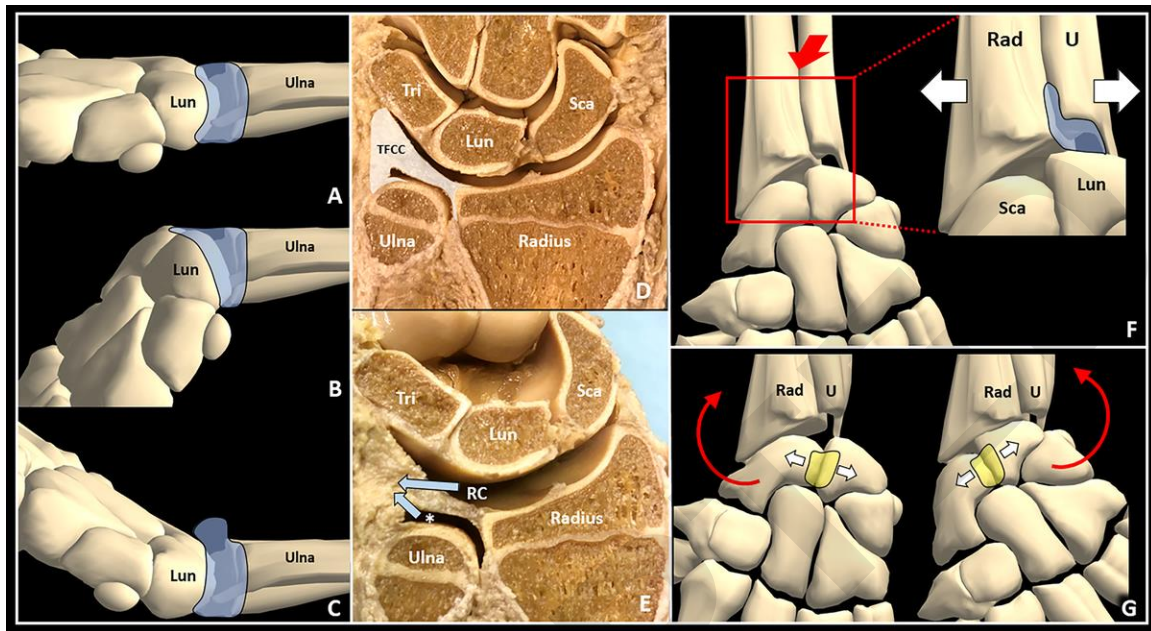 Lun
Ulna
A
Lun
Ulna
B
Lun
Ulna
C
Tri
Sca
Lun
TFCC
Ulna
Radius
D
Tri
Sca
Lun
RC
*
Radius
Ulna
E
Rad
U
Sca
Lun
F
Rad
U
Rad
U
G